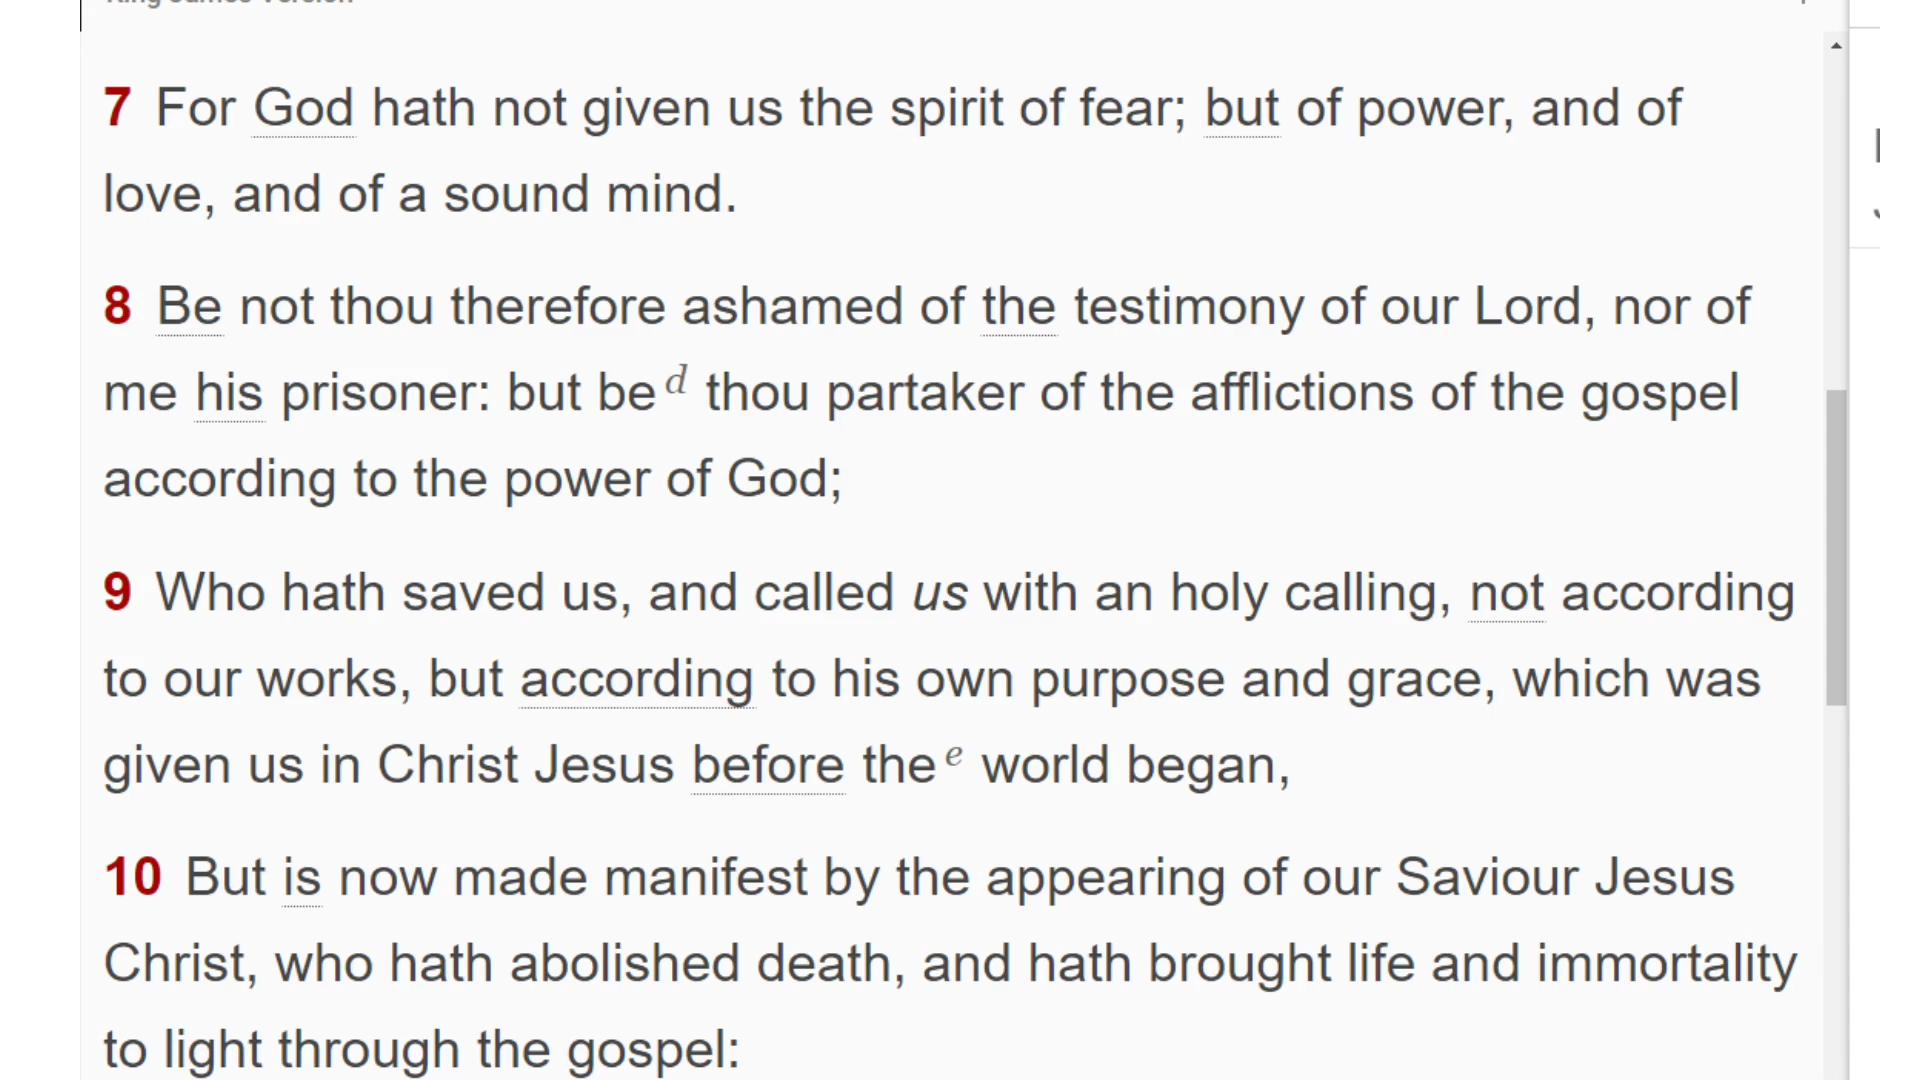 King James Version
7 For God hath not given us the spirit of fear; but of power, and of
love, and of a sound mind.
8 Be not thou therefore ashamed of the testimony of our Lord, nor of
me his prisoner: but be d thou partaker of the afflictions of the gospel
according to the power of God;
9 Who hath saved us, and called us with an holy calling, not according
to our works, but according to his own purpose and grace, which was
given us in Christ Jesus before the e world began,
10 But is now made manifest by the appearing of our Saviour Jesus
Christ, who hath abolished death, and hath brought life and immortality
to light through the gospel: